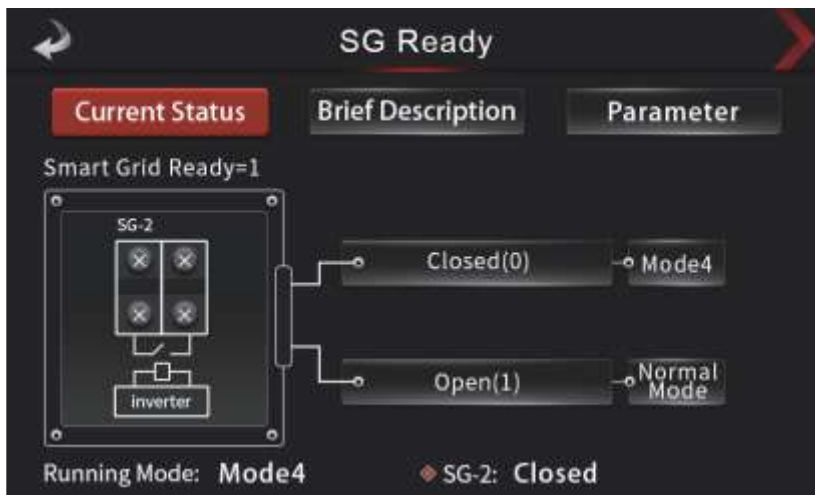 SG Ready
Current Status
Brief Description
Parameter
Smart Grid Ready=1
SG-2
Closed(0)
Mode4
Open(1)
Normal
Mode
inverter
Running Mode: Mode4
SG-2: Closed